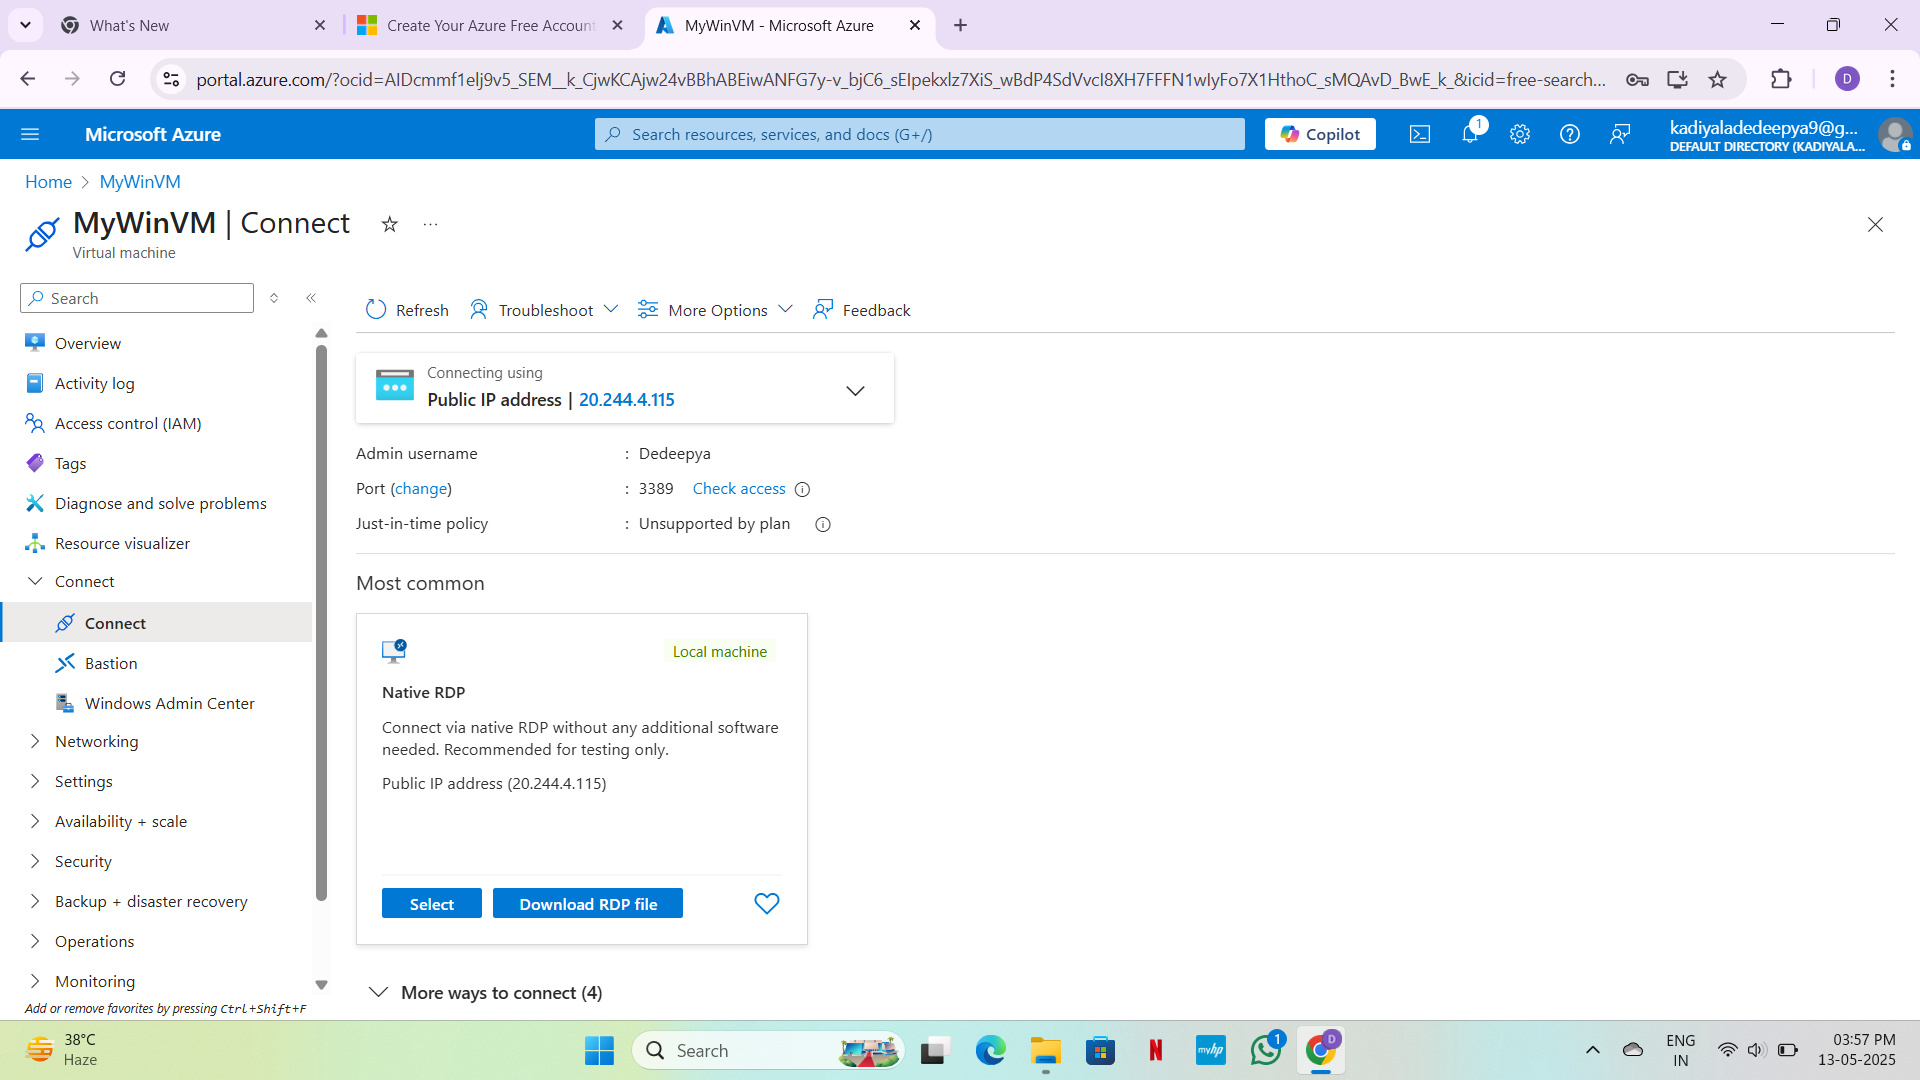 What's New
Create Your Azure Free Account
MyWinVM - Microsoft Azure
portal.azure.com/?ocid=AIDcmmf1elj9v5_SEM__k_CjwKCAjw24vBBhABEiwANFG7y-v_bjC6_sEIpekxlz7XiS_wBdP4SdVvcI8XH7FFFN1wIyFo7X1HthoC_sMQAvD_BwE_k_&icid=free-search...
D
Microsoft Azure
Search resources, services, and docs (G+/)
Copilot
1
kadiyaladedeepya9@g...
DEFAULT DIRECTORY (KADIYALA...
Home > MyWinVM
MyWinVM | Connect
Virtual machine
Search
Overview
Activity log
Access control (IAM)
Tags
Diagnose and solve problems
Resource visualizer
Connect
Connect
Bastion
Windows Admin Center
Networking
Settings
Availability + scale
Security
Backup + disaster recovery
Operations
Monitoring
Add or remove favorites by pressing Ctrl+Shift+F
Refresh
Troubleshoot
More Options
Feedback
Connecting using
Public IP address | 20.244.4.115
Admin username : Dedeepya
Port (change) : 3389 Check access
Just-in-time policy : Unsupported by plan
Most common
Local machine
Native RDP
Connect via native RDP without any additional software
needed. Recommended for testing only.
Public IP address (20.244.4.115)
Select
Download RDP file
More ways to connect (4)
38°C
Haze
Search
N
myhp
1
D
ENG
IN
03:57 PM
13-05-2025